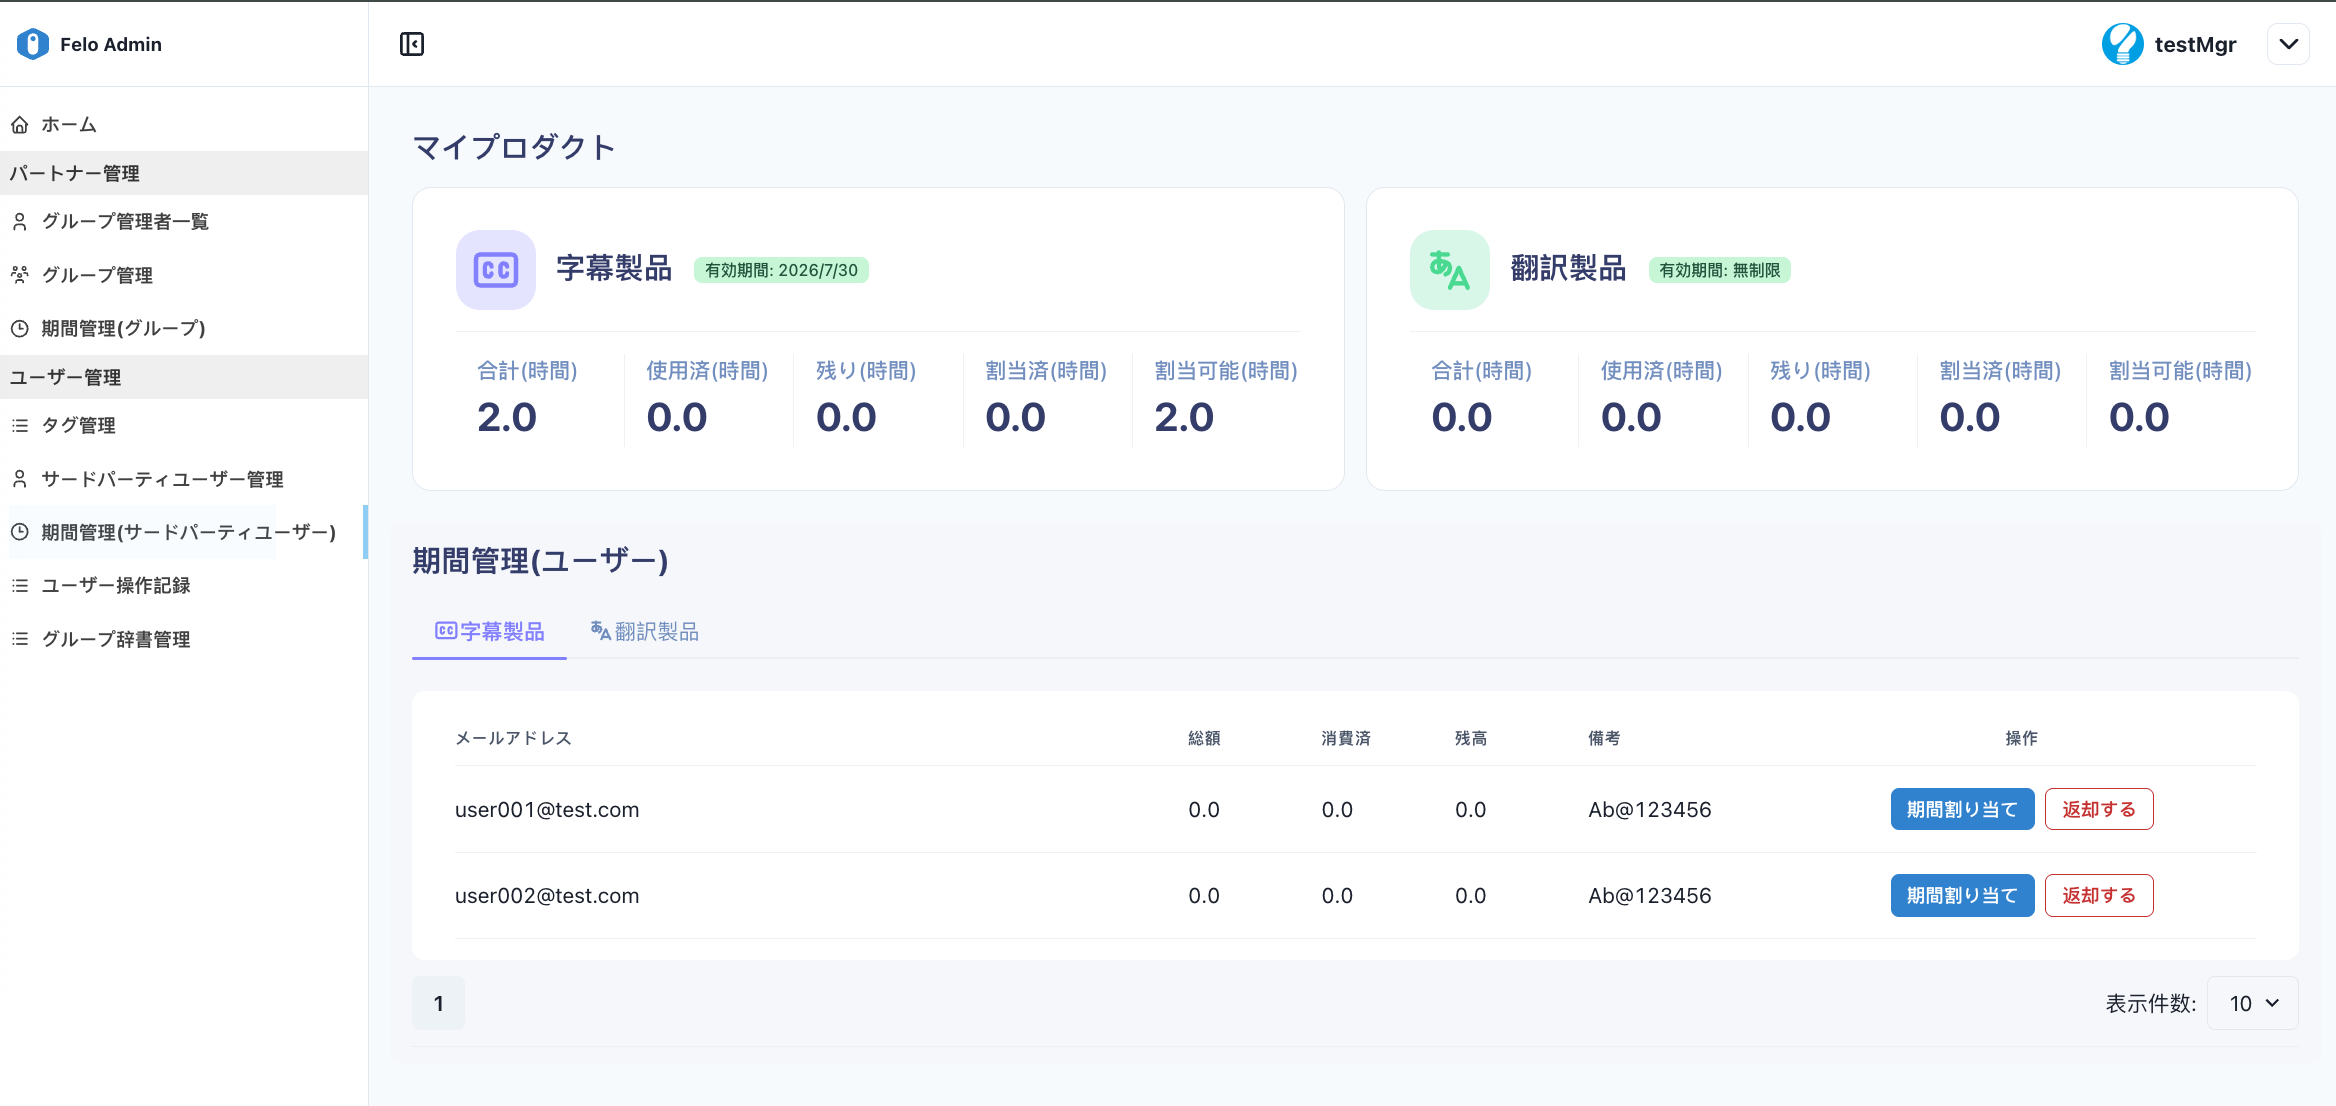 Felo Admin
testMgr
ホーム
パートナー管理
グループ管理者一覧
グループ管理
期間管理(グループ)
ユーザー管理
タグ管理
サードパーティユーザー管理
期間管理(サードパーティユーザー)
ユーザー操作記録
グループ辞書管理
マイプロダクト
CC 字幕製品 有効期間: 2026/7/30
合計(時間) 使用済(時間) 残り(時間) 割当済(時間) 割当可能(時間)
2.0 0.0 0.0 0.0 2.0
あA 翻訳製品 有効期間: 無制限
合計(時間) 使用済(時間) 残り(時間) 割当済(時間) 割当可能(時間)
0.0 0.0 0.0 0.0 0.0
期間管理(ユーザー)
CC字幕製品 あA翻訳製品
メールアドレス 総額 消費済 残高 備考 操作
user001@test.com 0.0 0.0 0.0 Ab@123456 期間割り当て 返却する
user002@test.com 0.0 0.0 0.0 Ab@123456 期間割り当て 返却する
1 表示件数: 10